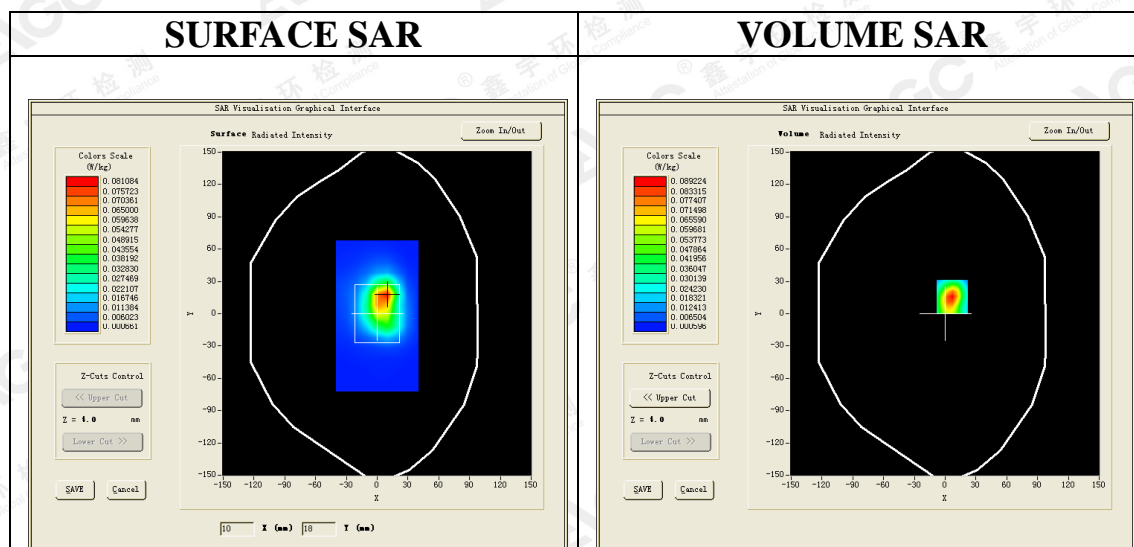 SURFACE SAR
VOLUME SAR
SAR Visualisation Graphical Interface
Surface Radiated Intensity
Zoom In/Out
Colors Scale
(W/kg)
0.081084
0.075723
0.070361
0.065000
0.059638
0.054277
0.048915
0.043554
0.038192
0.032830
0.027469
0.022107
0.016746
0.011384
0.006023
0.000661
Z-Cuts Control
<< Upper Cut
Z = 4.0 mm
Lower Cut >>
SAVE
Cancel
150
120
90
60
30
0
-30
-60
-90
-120
-150
Y
-150 -120 -90 -60 -30 0 30 60 90 120 150
X
10 X (mm) 18 Y (mm)
SAR Visualisation Graphical Interface
Volume Radiated Intensity
Zoom In/Out
Colors Scale
(W/kg)
0.089224
0.083315
0.077407
0.071498
0.065590
0.059681
0.053773
0.047864
0.041956
0.036047
0.030139
0.024230
0.018321
0.012413
0.006504
0.000596
Z-Cuts Control
<< Upper Cut
Z = 4.0 mm
Lower Cut >>
SAVE
Cancel
150
120
90
60
30
0
-30
-60
-90
-120
-150
Y
-150 -120 -90 -60 -30 0 30 60 90 120 150
X